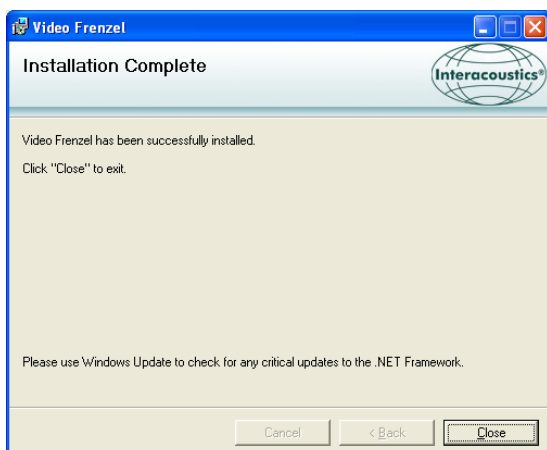 Video Frenzel
Installation Complete
Interacoustics®
Video Frenzel has been successfully installed.
Click "Close" to exit.
Please use Windows Update to check for any critical updates to the .NET Framework.
Cancel
< Back
Close